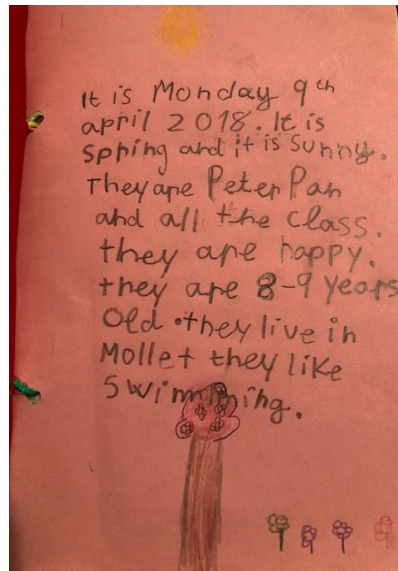 It is Monday 9th
april 2018. It is
spring and it is sunny.
They are Peter Pan
and all the class.
they are happy.
they are 8-9 years
old. they live in
Mollet they like
swimming.